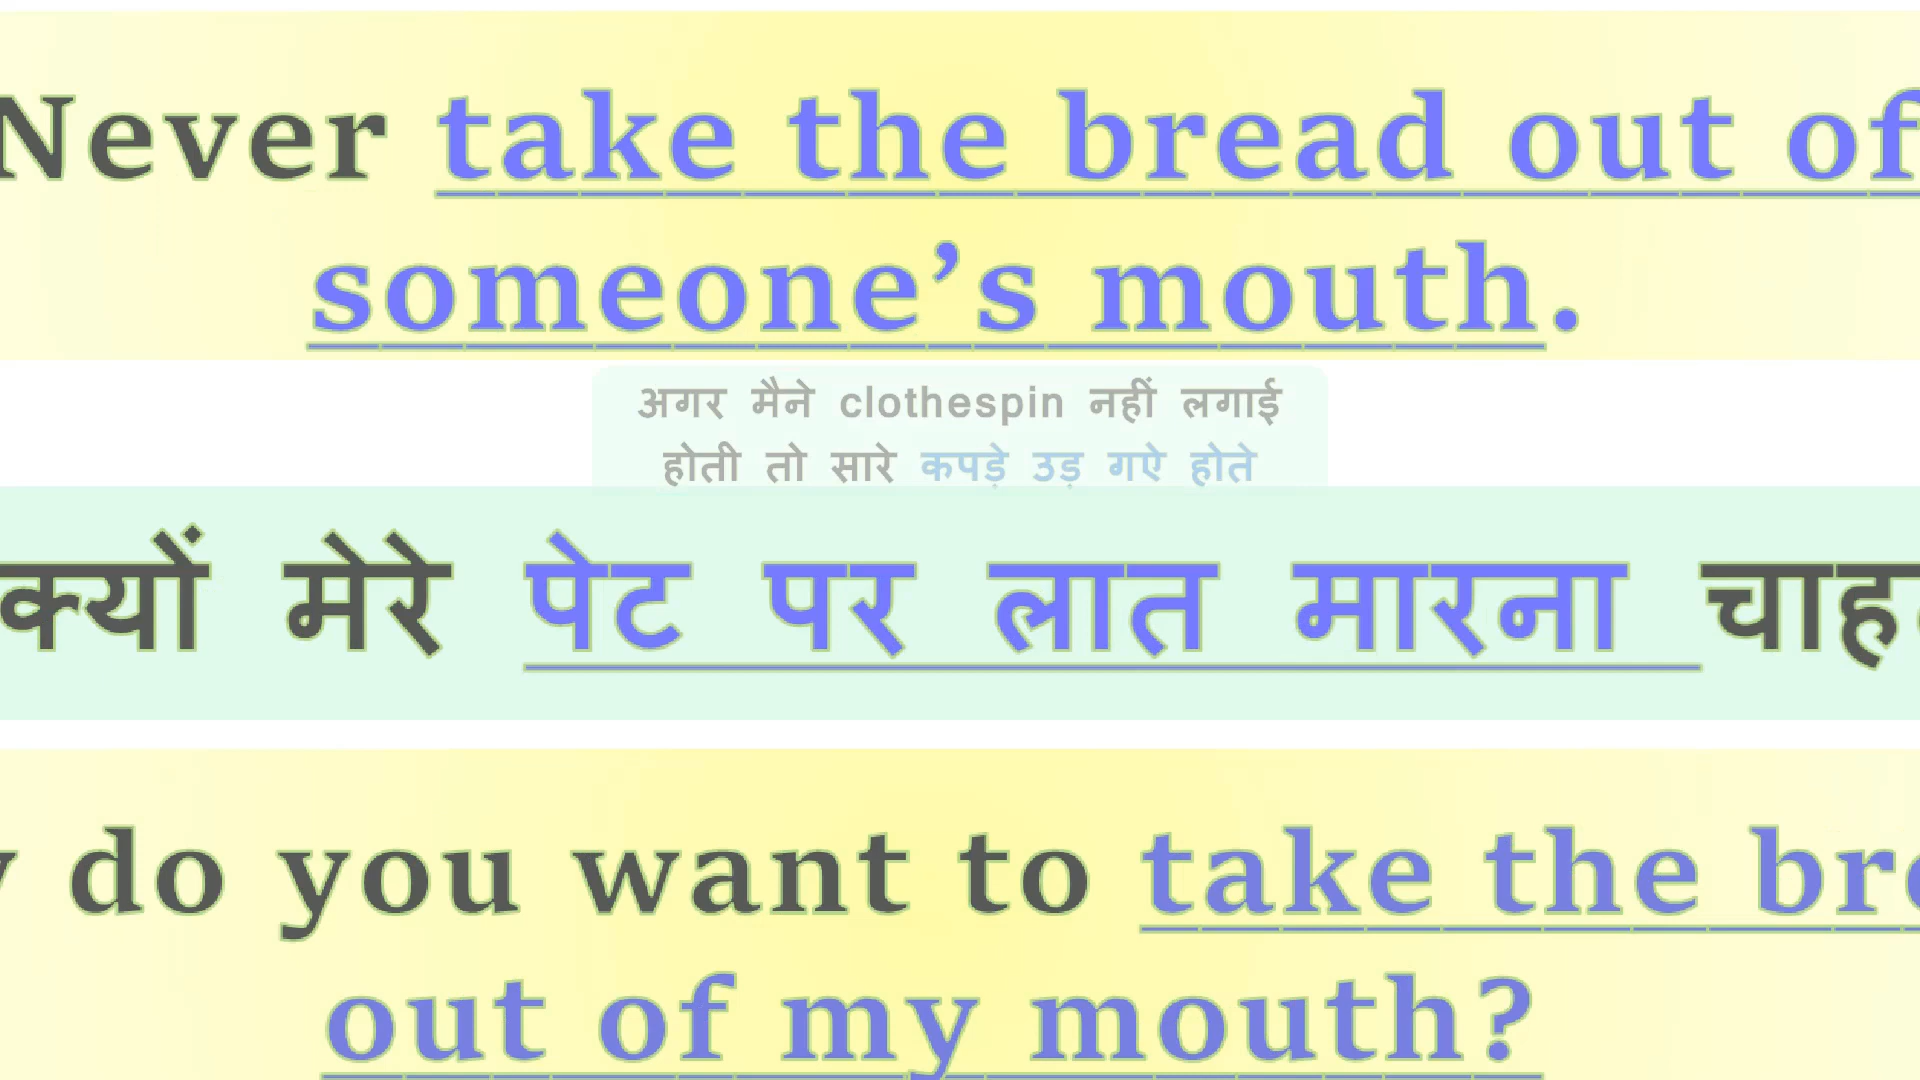 Never take the bread out of
someone’s mouth.
अगर मैने clothespin नहीं लगाई
होती तो सारे कपड़े उड़ गऐ होते
क्यों मेरे पेट पर लात मारना
do you want to take the
out of my mouth?